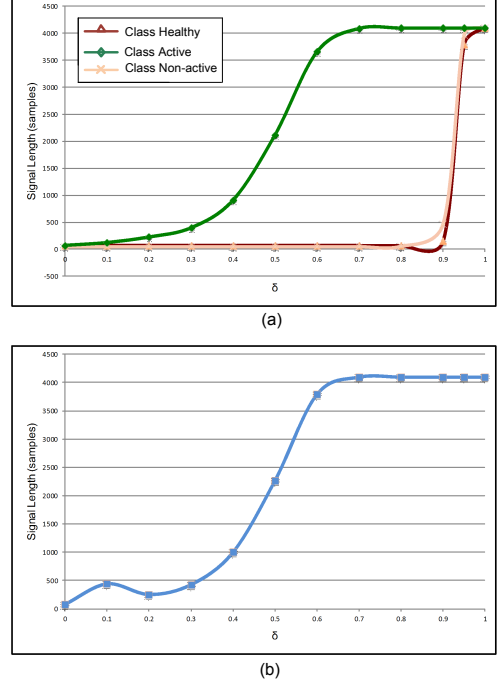 4500
4000
3500
3000
2500
2000
1500
1000
500
0
-500
Signal Length (samples)
Class Healthy
Class Active
Class Non-active
0 0.1 0.2 0.3 0.4 0.5 0.6 0.7 0.8 0.9 1
δ
(a)
4500
4000
3500
3000
2500
2000
1500
1000
500
0
Signal Length (samples)
0 0.1 0.2 0.3 0.4 0.5 0.6 0.7 0.8 0.9 1
δ
(b)